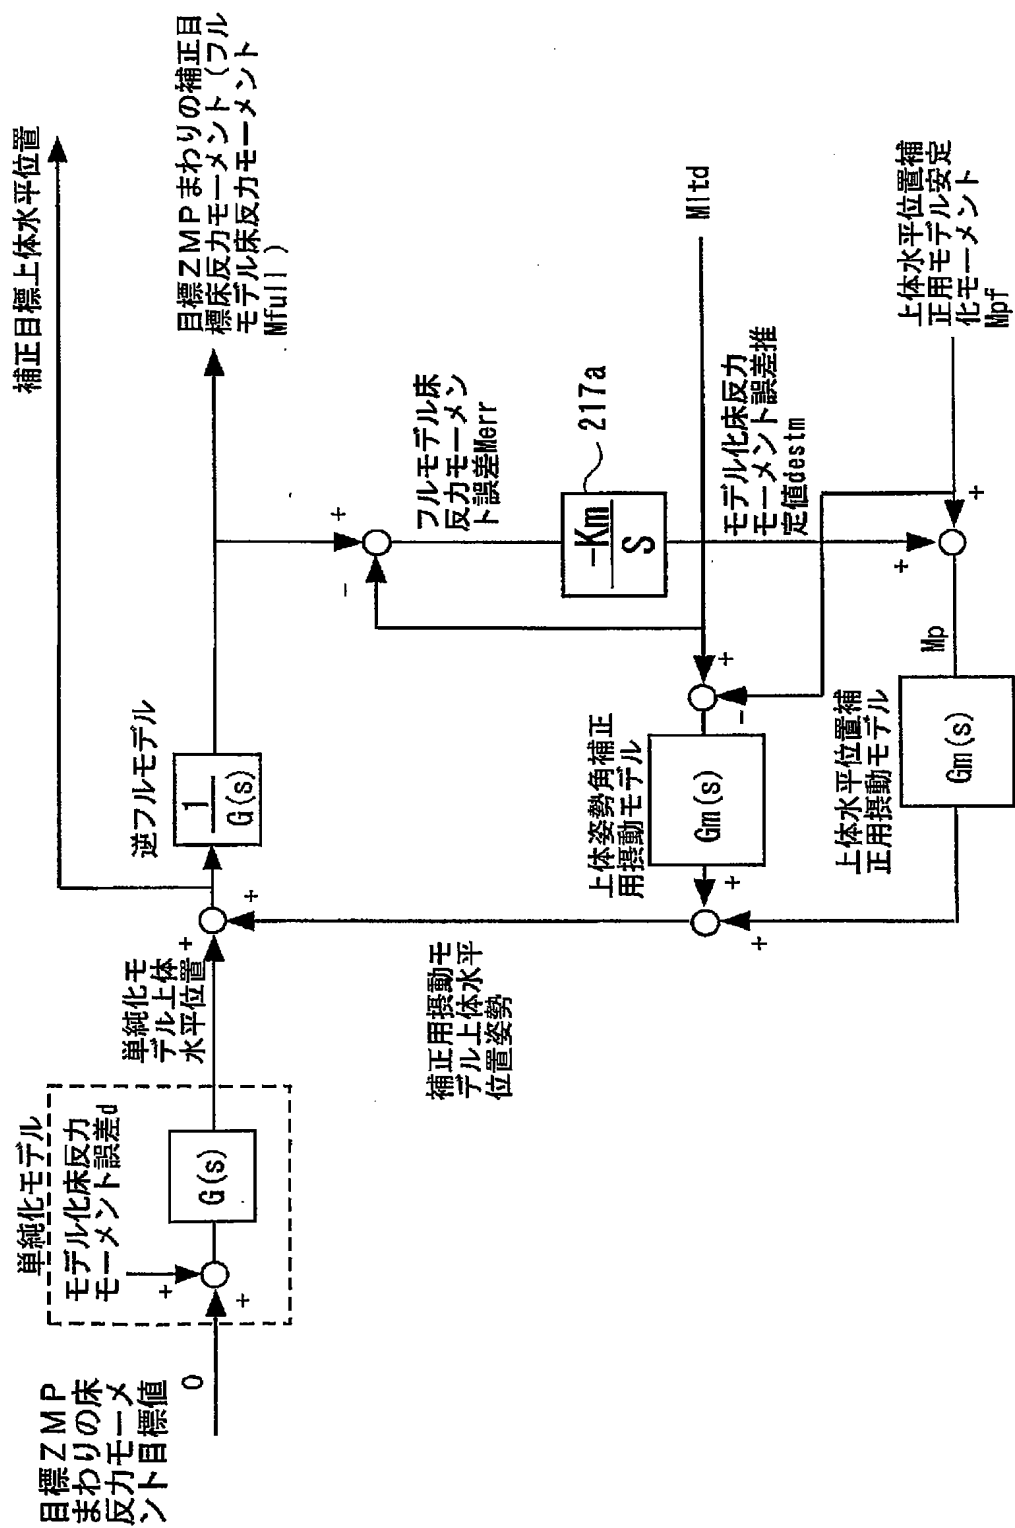 目標ZMP
まわりの床
反力モーメ
ント目標値
0
単純化モデル
モデル化床反力
モーメント誤差d
+
+
G(s)
単純化モ
デル上体
水平位置
+
+
補正目標上体水平位置
逆フルモデル
1
G(s)
目標ZMPまわりの補正目
標床反力モーメント(フル
モデル床反力モーメント
Mfull)
+
-
フルモデル床
反力モーメン
ト誤差Merr
-Km
S
217a
補正用摂動モ
デル上体水平
位置姿勢
上体姿勢角補正
用摂動モデル
Gm(s)
+
+
+
-
Mltd
モデル化床反力
モーメント誤差推
定値destm
上体水平位置補
正用摂動モデル
Gm(s)
Mp
+
+
上体水平位置補
正用モデル安定
化モーメント
Mpf